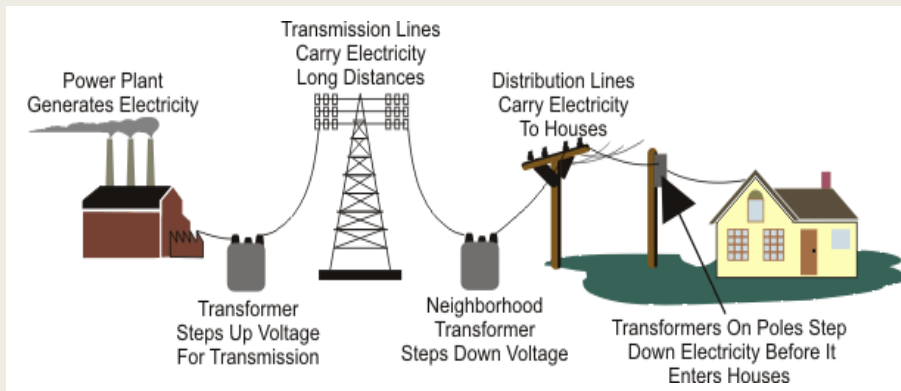 Power Plant
Generates Electricity
Transmission Lines
Carry Electricity
Long Distances
Distribution Lines
Carry Electricity
To Houses
Transformer
Steps Up Voltage
For Transmission
Neighborhood
Transformer
Steps Down Voltage
Transformers On Poles Step
Down Electricity Before It
Enters Houses